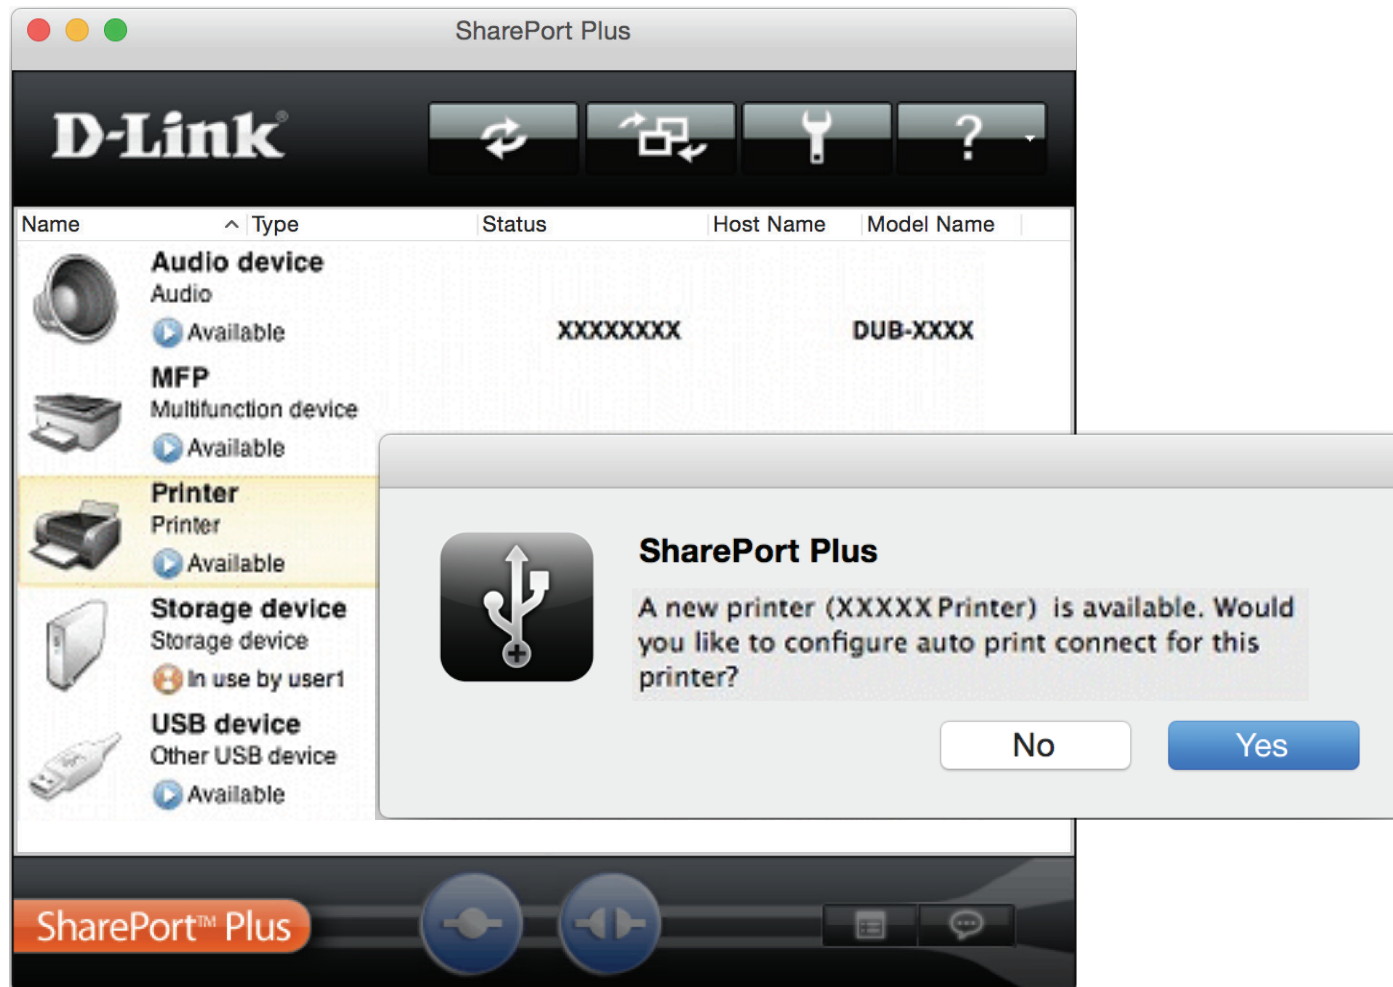 SharePort Plus
D-Link®
?
Name Type Status Host Name Model Name
Audio device
Audio
Available XXXXXXXX DUB-XXXX
MFP
Multifunction device
Available
Printer
Printer
Available
Storage device
Storage device
In use by user1
USB device
Other USB device
Available
SharePort Plus
A new printer (XXXXX Printer) is available. Would
you like to configure auto print connect for this
printer?
No Yes
SharePort™ Plus